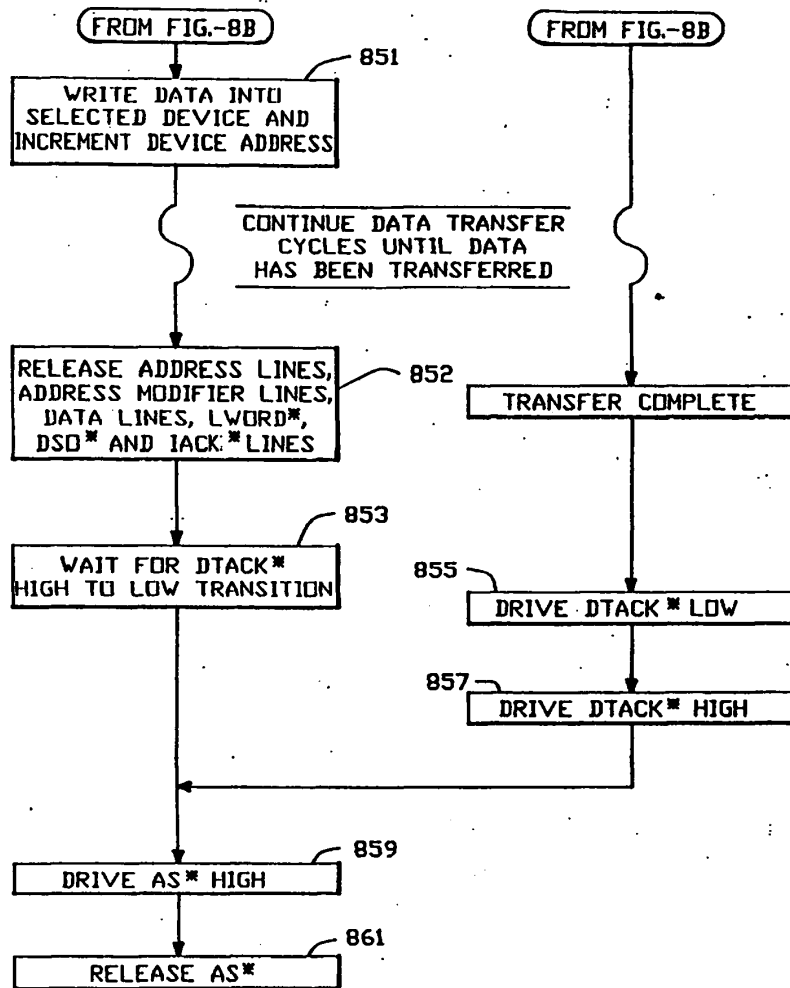 FROM FIG.-8B
FROM FIG.-8B
851
WRITE DATA INTO
SELECTED DEVICE AND
INCREMENT DEVICE ADDRESS
CONTINUE DATA TRANSFER
CYCLES UNTIL DATA
HAS BEEN TRANSFERRED
RELEASE ADDRESS LINES,
ADDRESS MODIFIER LINES,
DATA LINES, LWORD*,
DS0* AND IACK* LINES
852
TRANSFER COMPLETE
853
WAIT FOR DTACK*
HIGH TO LOW TRANSITION
855
DRIVE DTACK* LOW
857
DRIVE DTACK* HIGH
859
DRIVE AS* HIGH
861
RELEASE AS*